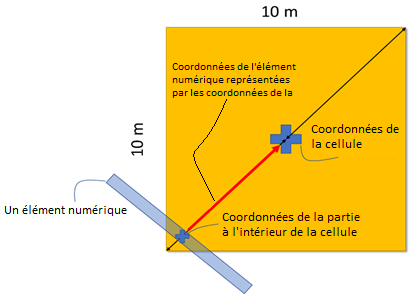 10 m
Coordonnées de l'élément
numérique représentées
par les coordonnées de la
10 m
Coordonnées de
la cellule
Un élément numérique
Coordonnées de la partie
à l'intérieur de la cellule